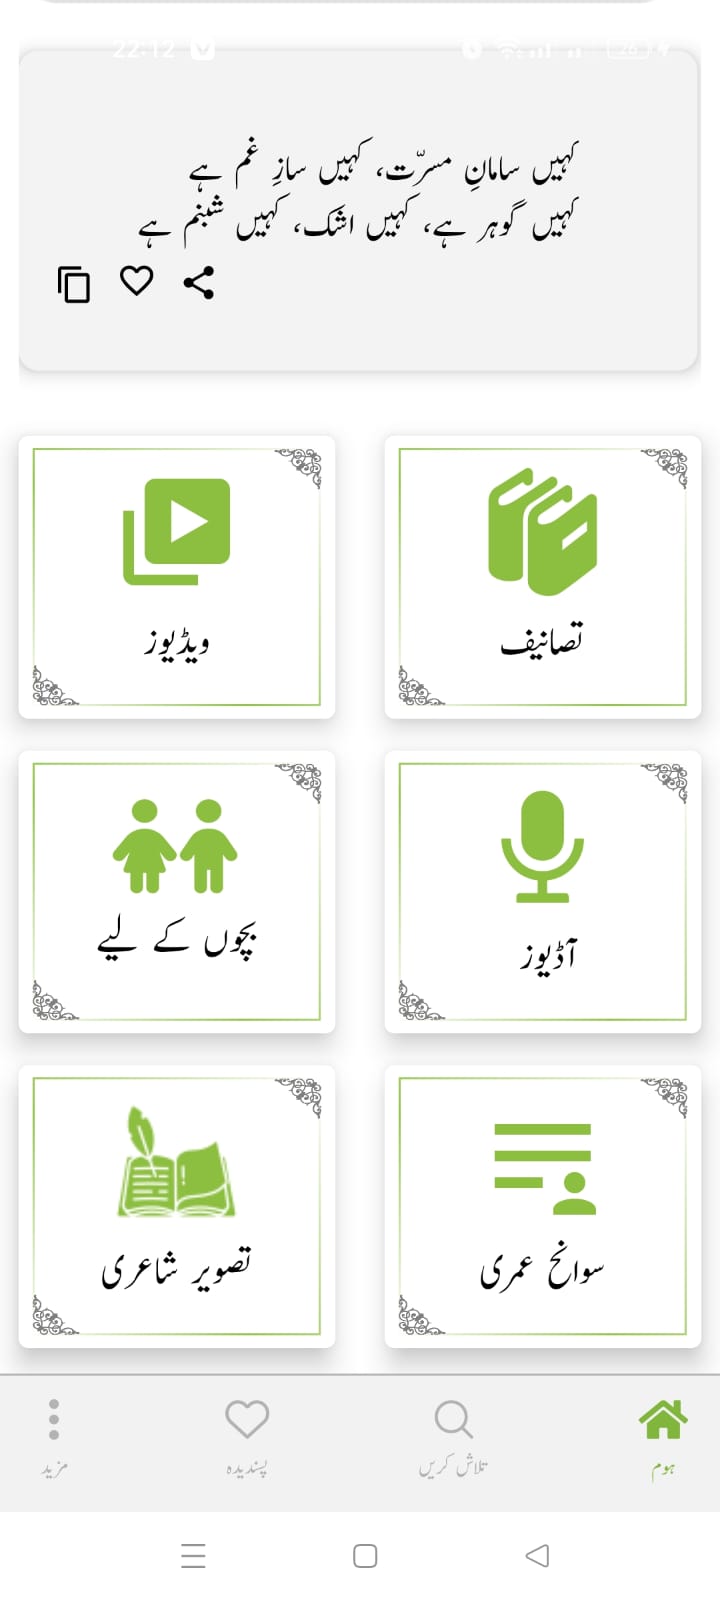 22:12
26
کہیں سامانِ مسرّت، کہیں سازِ غم ہے
کہیں گوہر ہے، کہیں اشک، کہیں شبنم ہے
تصانیف
ویڈیوز
آڈیوز
بچوں کے لیے
سوانح عمری
تصویر شاعری
ہوم
تلاش کریں
پسندیدہ
مزید